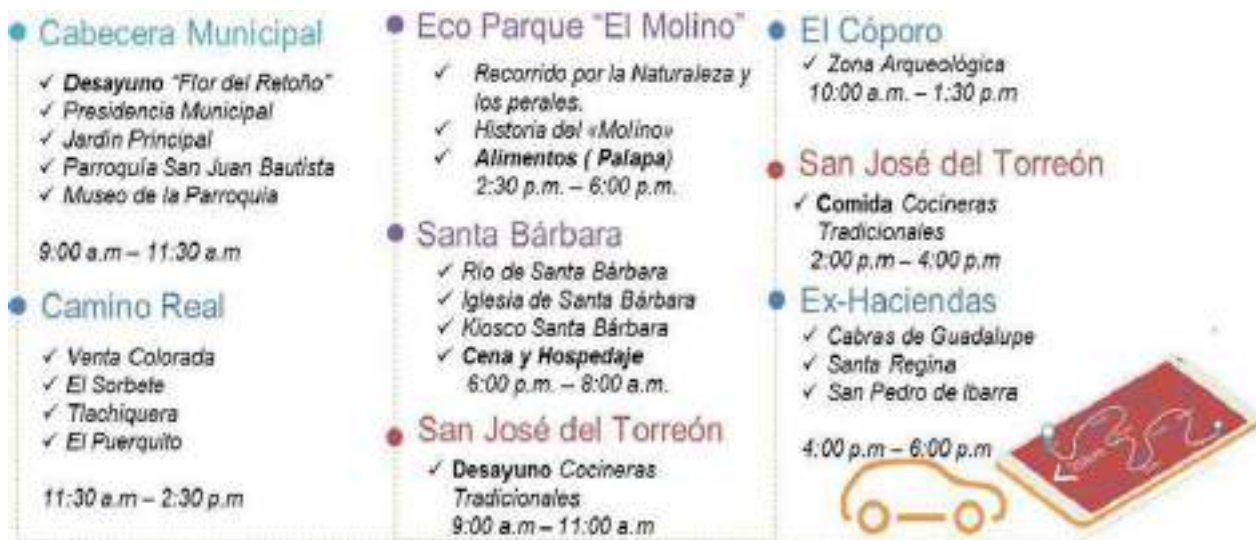 Cabecera Municipal
✓ Desayuno "Flor del Retoño"
✓ Presidencia Municipal
✓ Jardín Principal
✓ Parroquia San Juan Bautista
✓ Museo de la Parroquia
9:00 a.m – 11:30 a.m
Camino Real
✓ Venta Colorada
✓ El Sorbete
✓ Tlachiquera
✓ El Puerquito
11:30 a.m – 2:30 p.m
Eco Parque "El Molino"
✓ Recorrido por la Naturaleza y
los perales.
✓ Historia del «Molino»
✓ Alimentos ( Palapa)
2:30 p.m. – 6:00 p.m.
Santa Bárbara
✓ Río de Santa Bárbara
✓ Iglesia de Santa Bárbara
✓ Kiosco Santa Bárbara
✓ Cena y Hospedaje
6:00 p.m. – 8:00 a.m.
San José del Torreón
✓ Desayuno Cocineras
Tradicionales
9:00 a.m – 11:00 a.m
El Cóporo
✓ Zona Arqueológica
10:00 a.m. – 1:30 p.m
San José del Torreón
✓ Comida Cocineras
Tradicionales
2:00 p.m – 4:00 p.m
Ex-Haciendas
✓ Cabras de Guadalupe
✓ Santa Regina
✓ San Pedro de Ibarra
4:00 p.m – 6:00 p.m